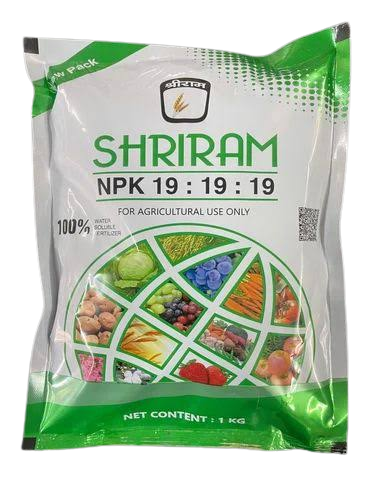 New Pack
श्रीराम
SHRIRAM
NPK 19 : 19 : 19
FOR AGRICULTURAL USE ONLY
100% WATER
SOLUBLE
FERTILIZER
NET CONTENT : 1 KG